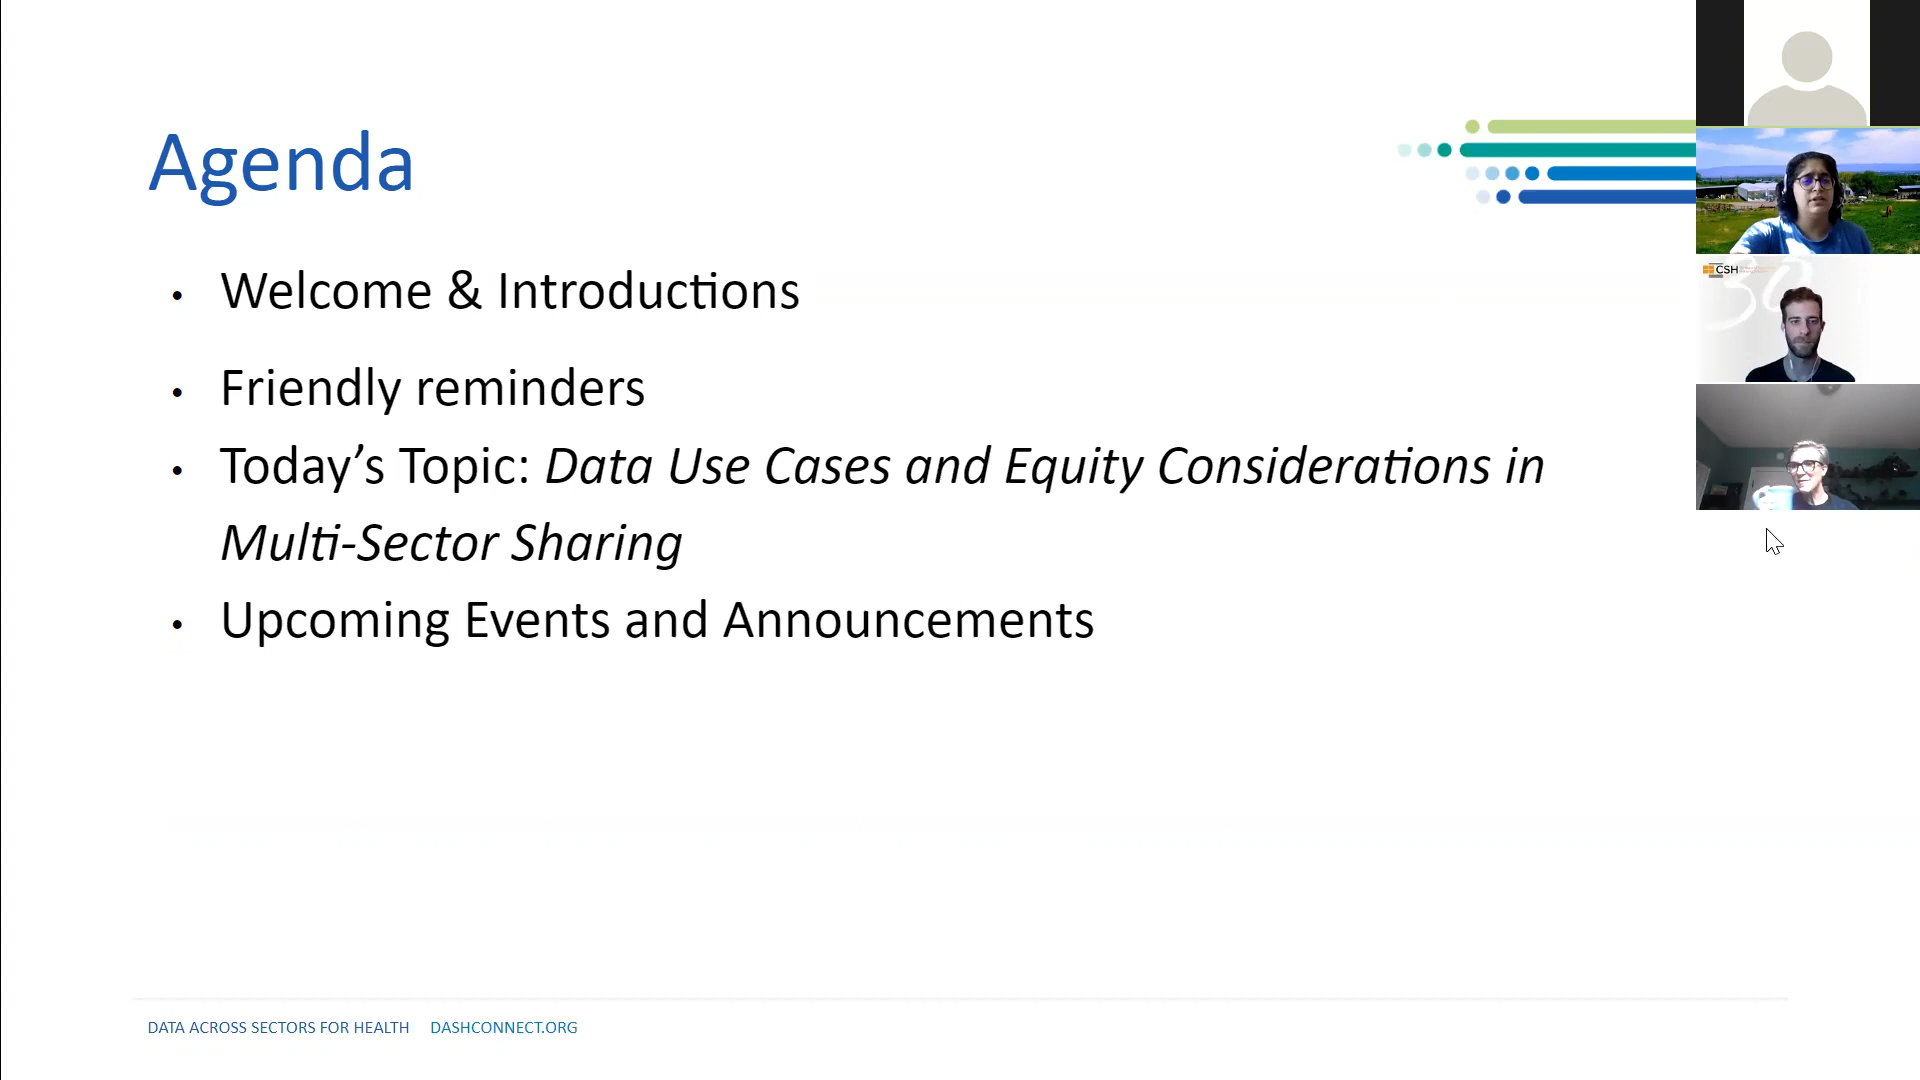 Agenda
• Welcome & Introductions
• Friendly reminders
• Today’s Topic: Data Use Cases and Equity Considerations in
Multi-Sector Sharing
• Upcoming Events and Announcements
DATA ACROSS SECTORS FOR HEALTH DASHCONNECT.ORG
CSH